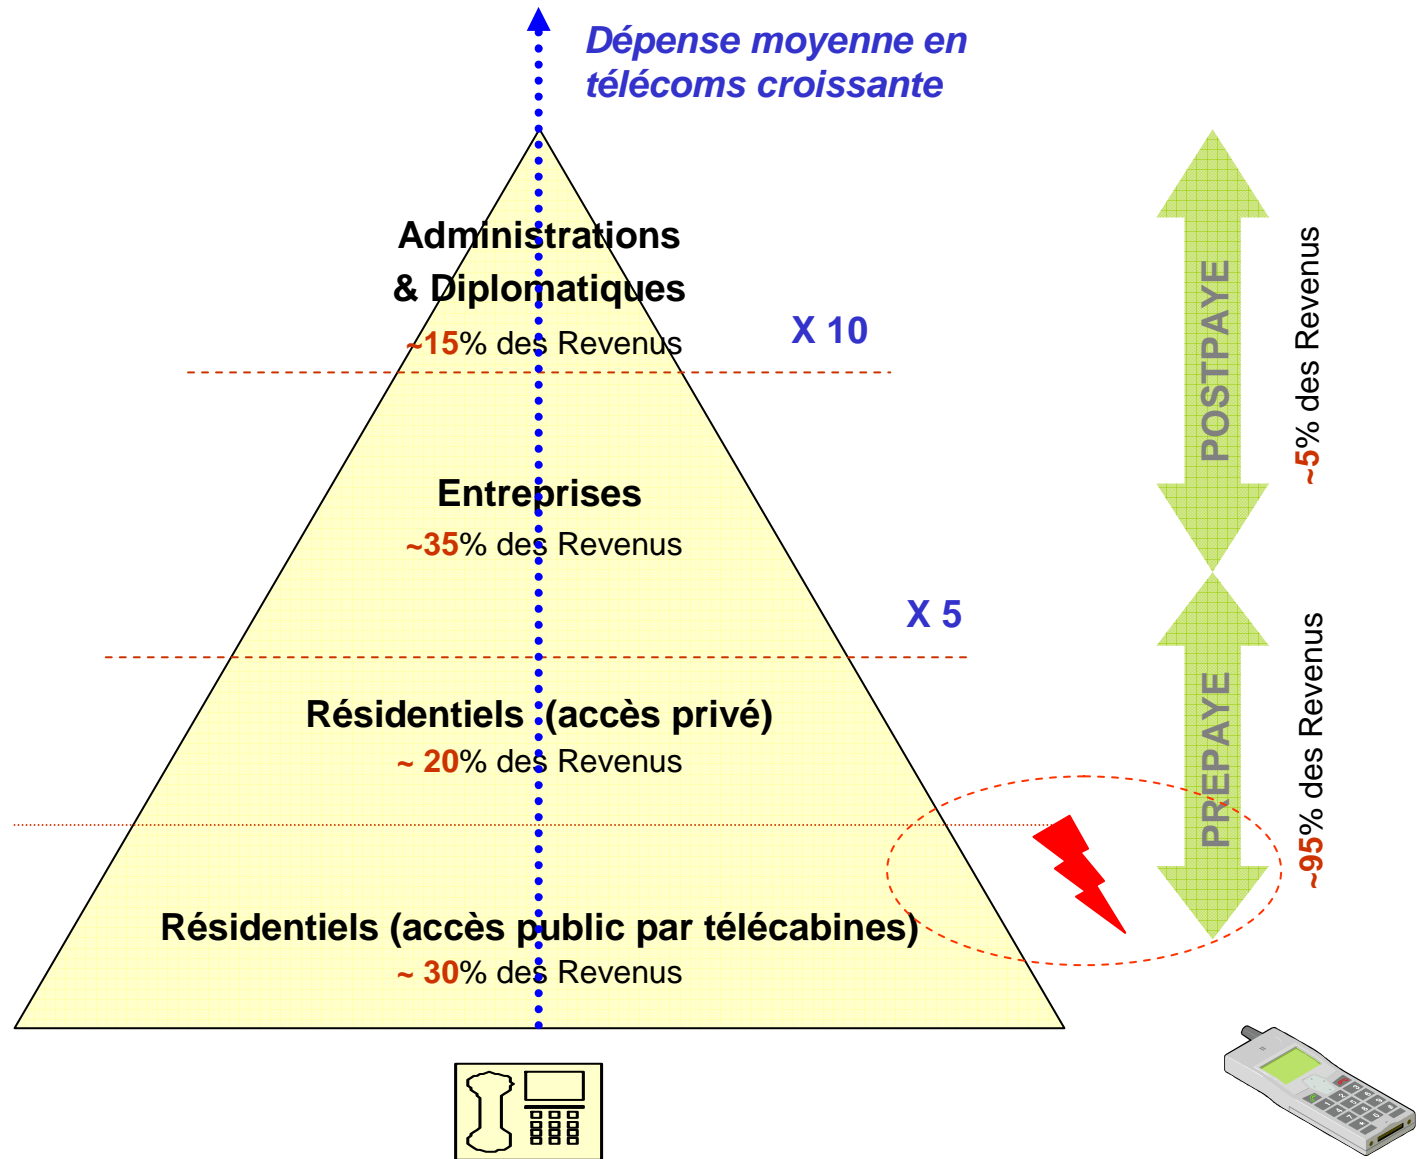 Dépense moyenne en
télécoms croissante
Administrations
& Diplomatiques
~15% des Revenus
X 10
Entreprises
~35% des Revenus
X 5
Résidentiels (accès privé)
~ 20% des Revenus
Résidentiels (accès public par télécabines)
~ 30% des Revenus
POSTPAYE
~5% des Revenus
PREPAYE
~95% des Revenus